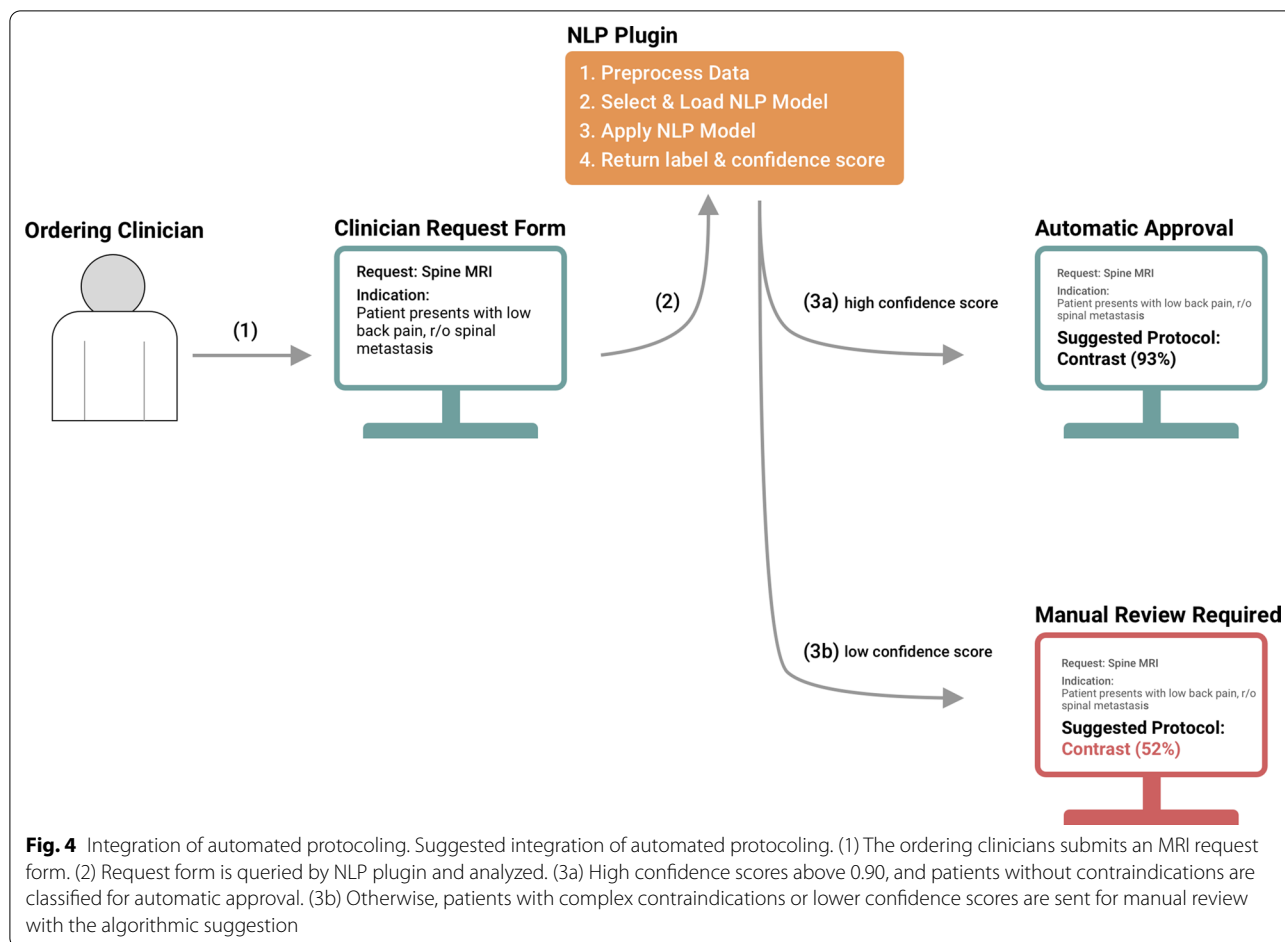 NLP Plugin
1. Preprocess Data
2. Select & Load NLP Model
3. Apply NLP Model
4. Return label & confidence score
Ordering Clinician
(1)
Clinician Request Form
Request: Spine MRI
Indication:
Patient presents with low
back pain, r/o spinal
metastasis
(2)
(3a) high confidence score
Automatic Approval
Request: Spine MRI
Indication:
Patient presents with low back pain, r/o
spinal metastasis
Suggested Protocol:
Contrast (93%)
(3b) low confidence score
Manual Review Required
Request: Spine MRI
Indication:
Patient presents with low back pain, r/o
spinal metastasis
Suggested Protocol:
Contrast (52%)
Fig. 4 Integration of automated protocoling. Suggested integration of automated protocoling. (1) The ordering clinicians submits an MRI request
form. (2) Request form is queried by NLP plugin and analyzed. (3a) High confidence scores above 0.90, and patients without contraindications are
classified for automatic approval. (3b) Otherwise, patients with complex contraindications or lower confidence scores are sent for manual review
with the algorithmic suggestion